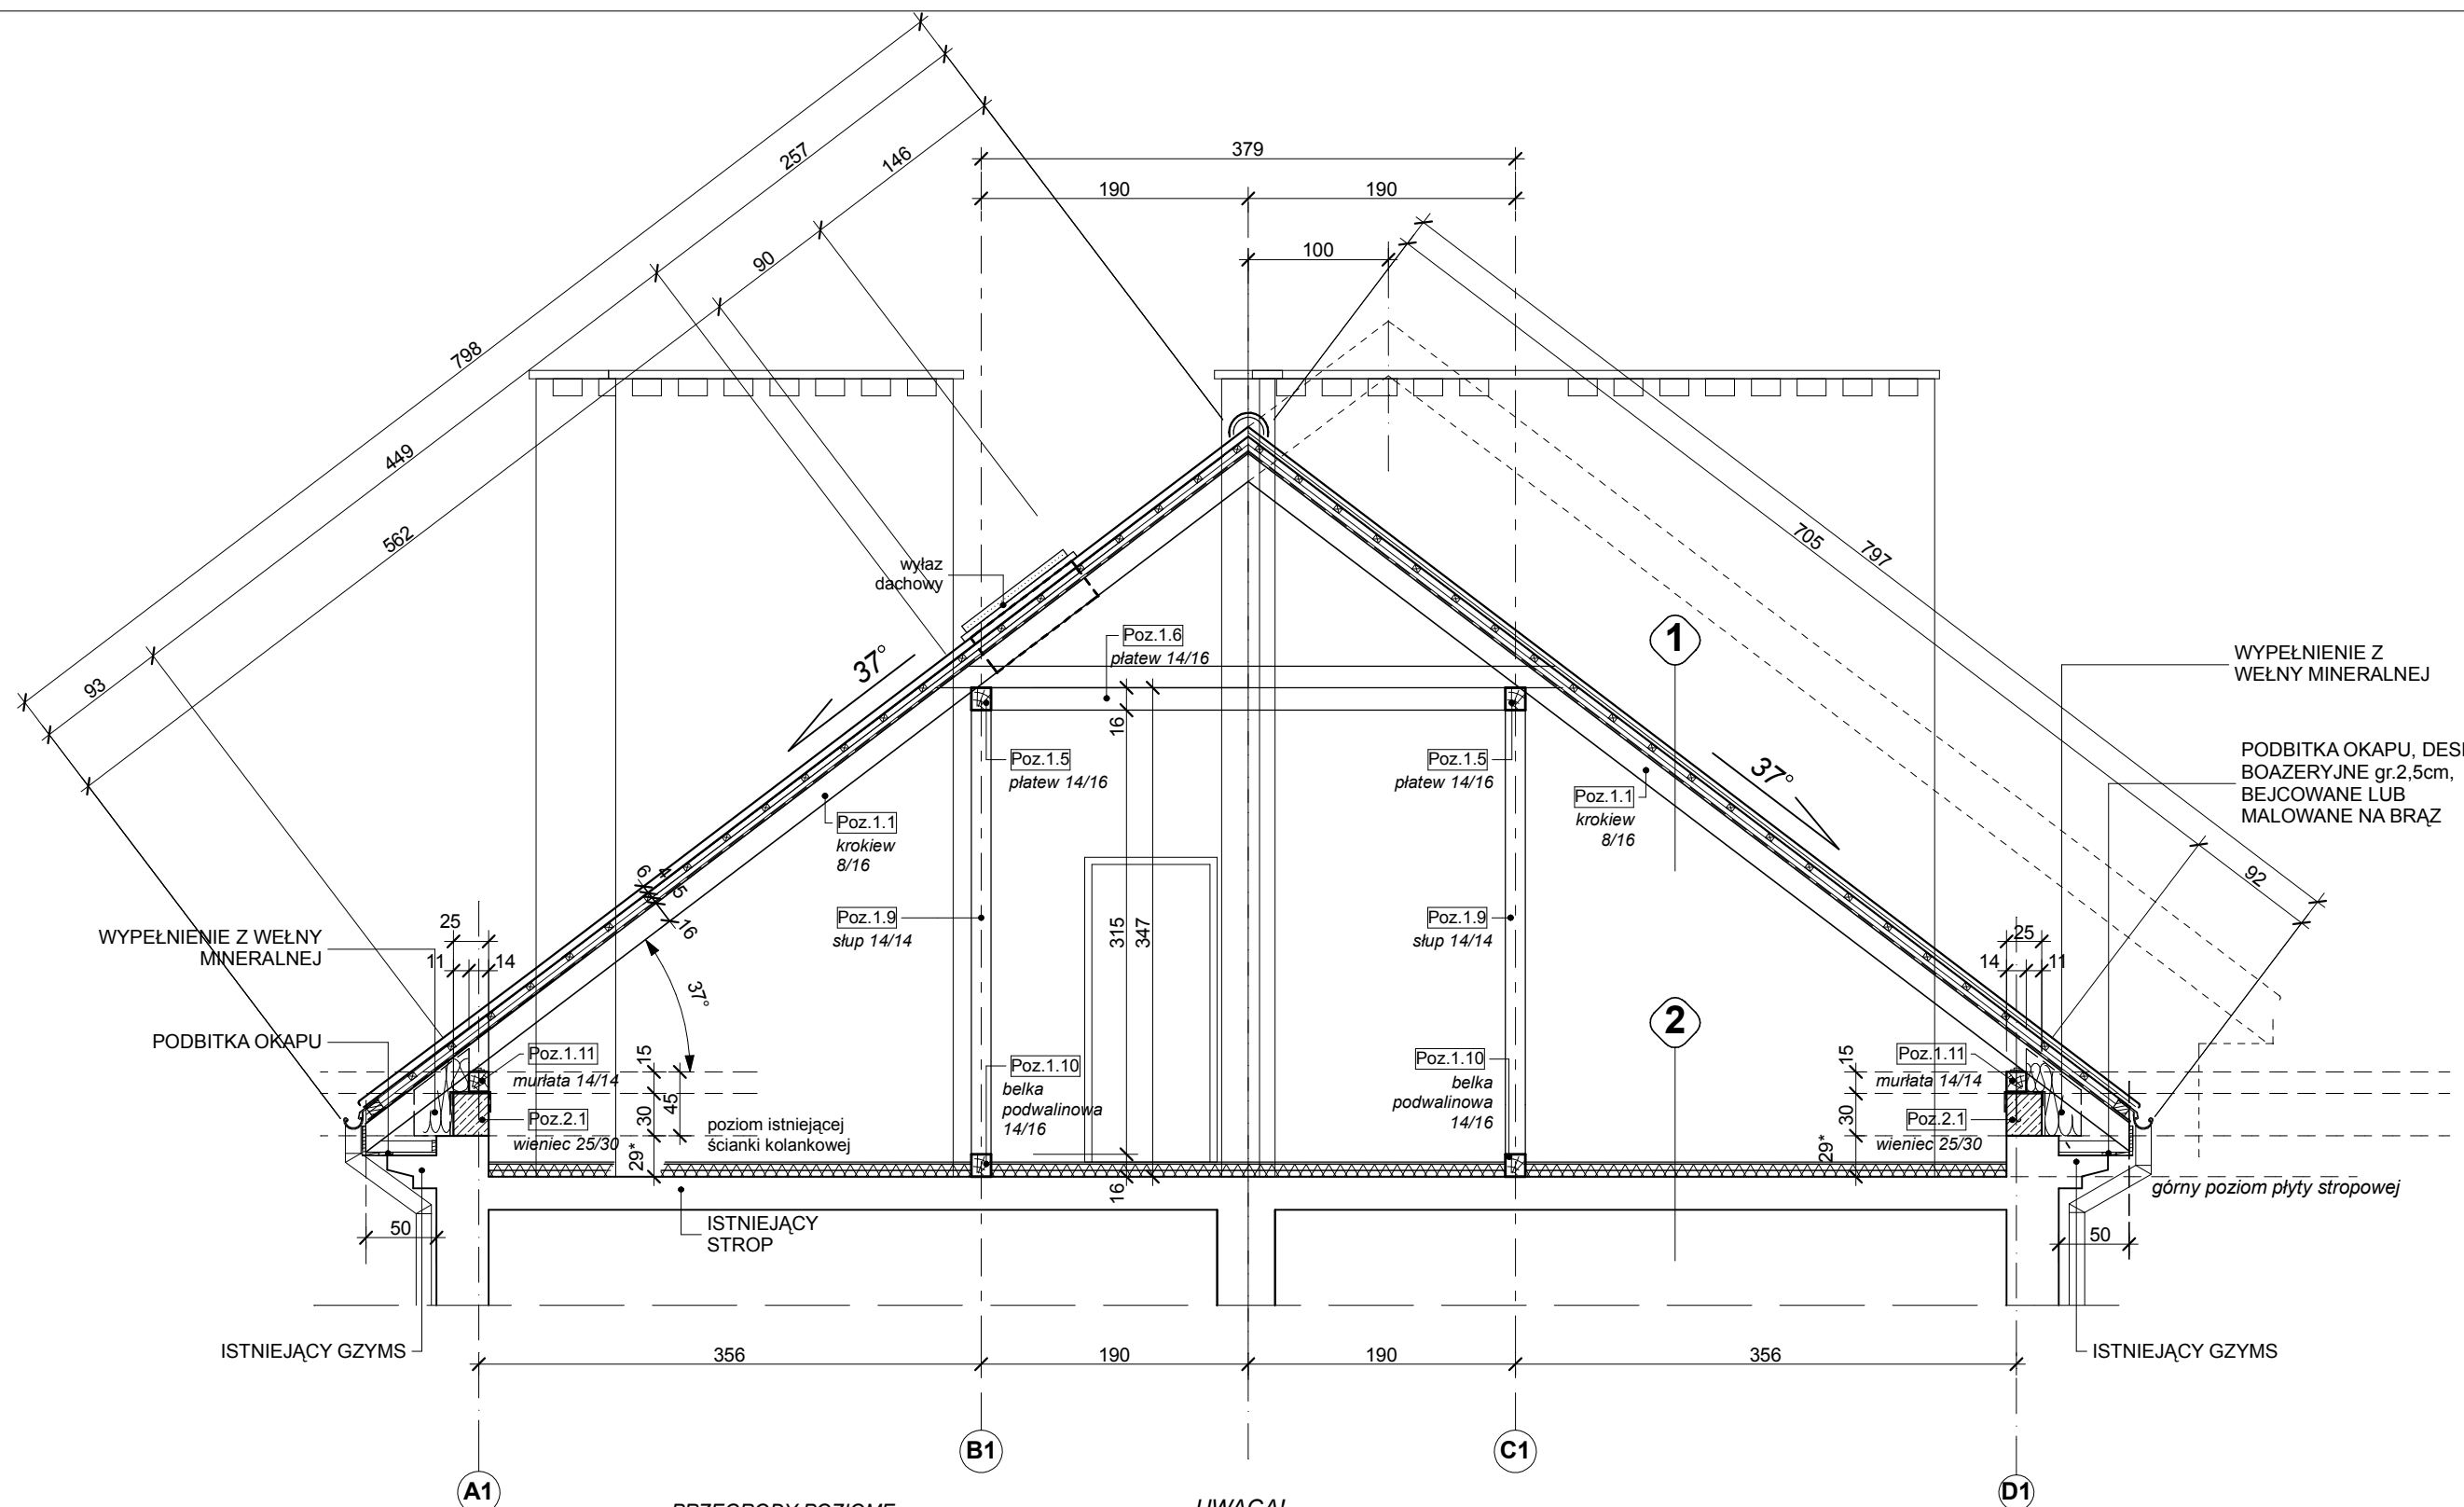 257
146
379
190
190
90
100
798
449
705
797
562
wyłaz
dachowy
1
Poz.1.6
płatew 14/16
37°
WYPEŁNIENIE Z
WEŁNY MINERALNEJ
93
16
Poz.1.5
płatew 14/16
Poz.1.5
płatew 14/16
37°
PODBITKA OKAPU, DES
BOAZERYJNE gr.2,5cm,
BEJCOWANE LUB
MALOWANE NA BRĄZ
Poz.1.1
krokiew
8/16
Poz.1.1
krokiew
8/16
6
4
5
16
92
25
11
14
Poz.1.9
słup 14/14
315
347
Poz.1.9
słup 14/14
25
14
11
WYPEŁNIENIE Z WEŁNY
MINERALNEJ
37°
2
PODBITKA OKAPU
Poz.1.11
murłata 14/14
15
30
45
29*
Poz.1.10
belka
podwalinowa
14/16
Poz.1.10
belka
podwalinowa
14/16
15
30
29*
Poz.1.11
murłata 14/14
Poz.2.1
wieniec 25/30
poziom istniejącej
ścianki kolankowej
Poz.2.1
wieniec 25/30
16
górny poziom płyty stropowej
50
ISTNIEJĄCY
STROP
50
ISTNIEJĄCY GZYMS
356
190
190
356
ISTNIEJĄCY GZYMS
B1
C1
A1
D1
PRZEGRODY POZIOME
UWAGA!